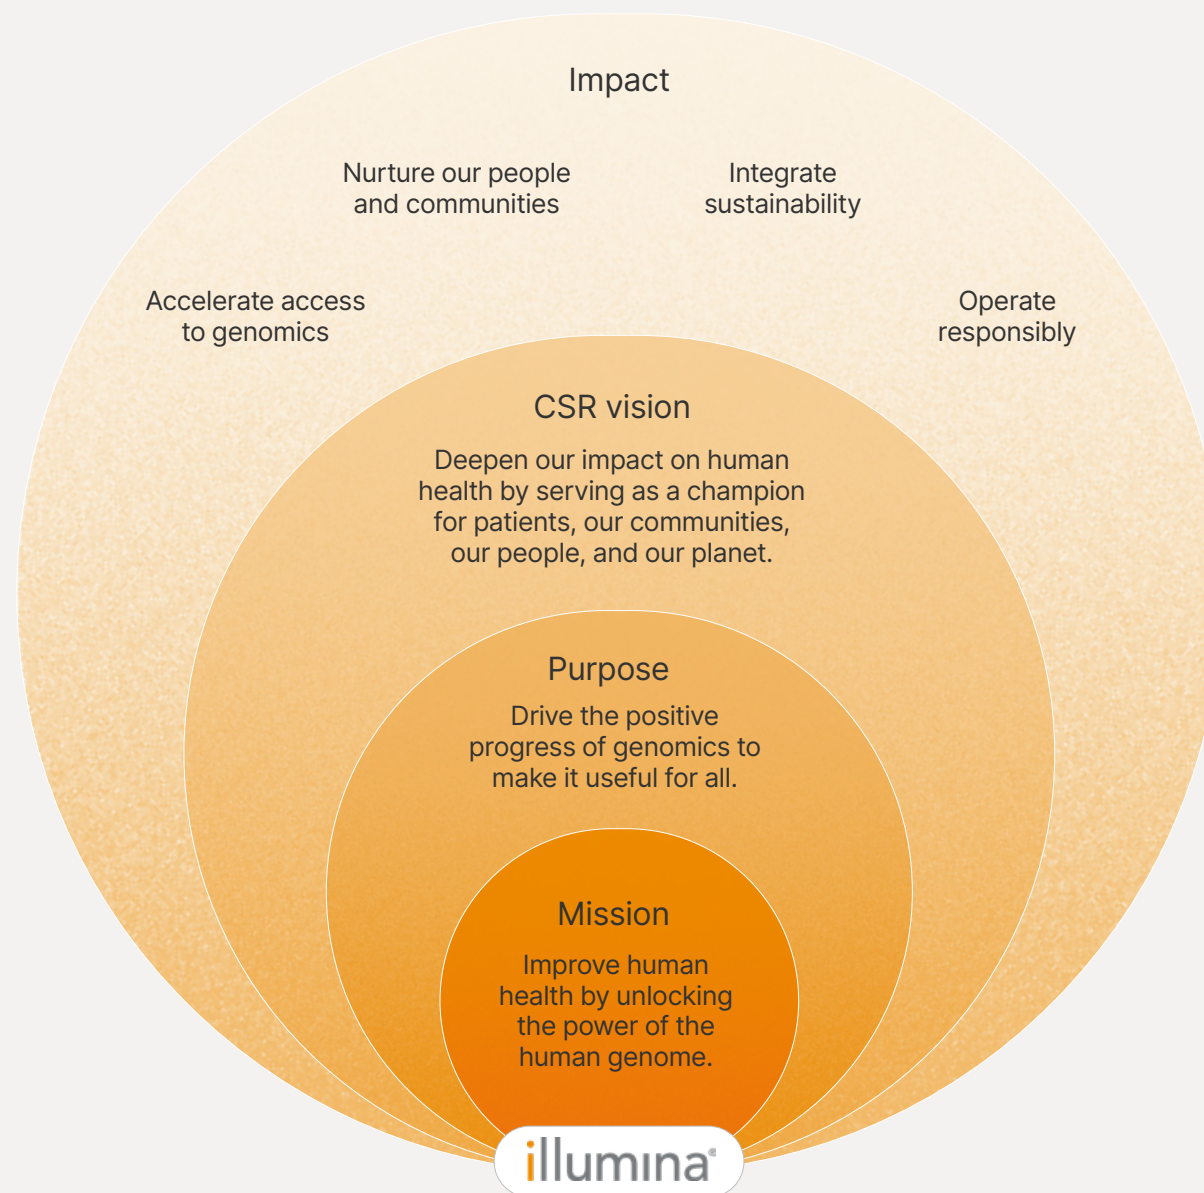 Impact
Nurture our people
and communities
Integrate
sustainability
Accelerate access
to genomics
Operate
responsibly
CSR vision
Deepen our impact on human
health by serving as a champion
for patients, our communities,
our people, and our planet.
Purpose
Drive the positive
progress of genomics to
make it useful for all.
Mission
Improve human
health by unlocking
the power of the
human genome.
illumina®